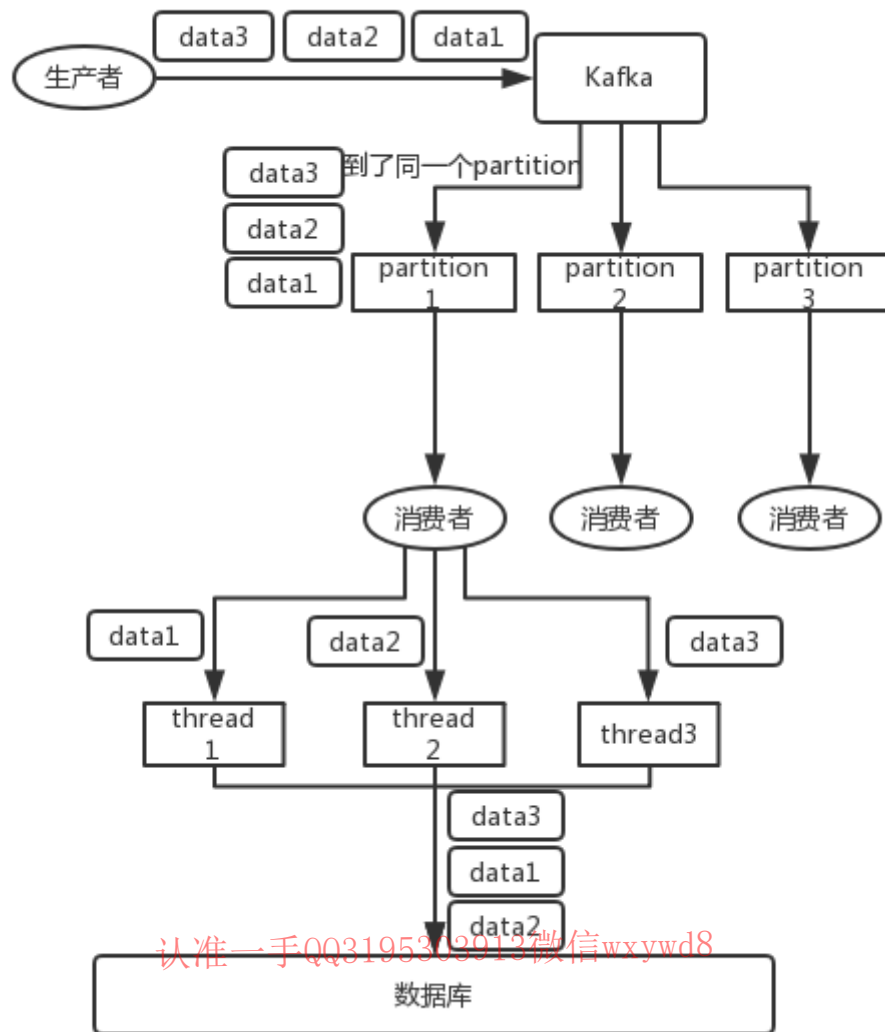 data3 data2 data1
生产者
Kafka
data3
到了同一个partition
data2
data1
partition
1
partition
2
partition
3
消费者 消费者 消费者
data1
data2
data3
thread
1
thread
2
thread3
data3
data1
data2
认准一手QQ3195303913微信wxywd8
数据库